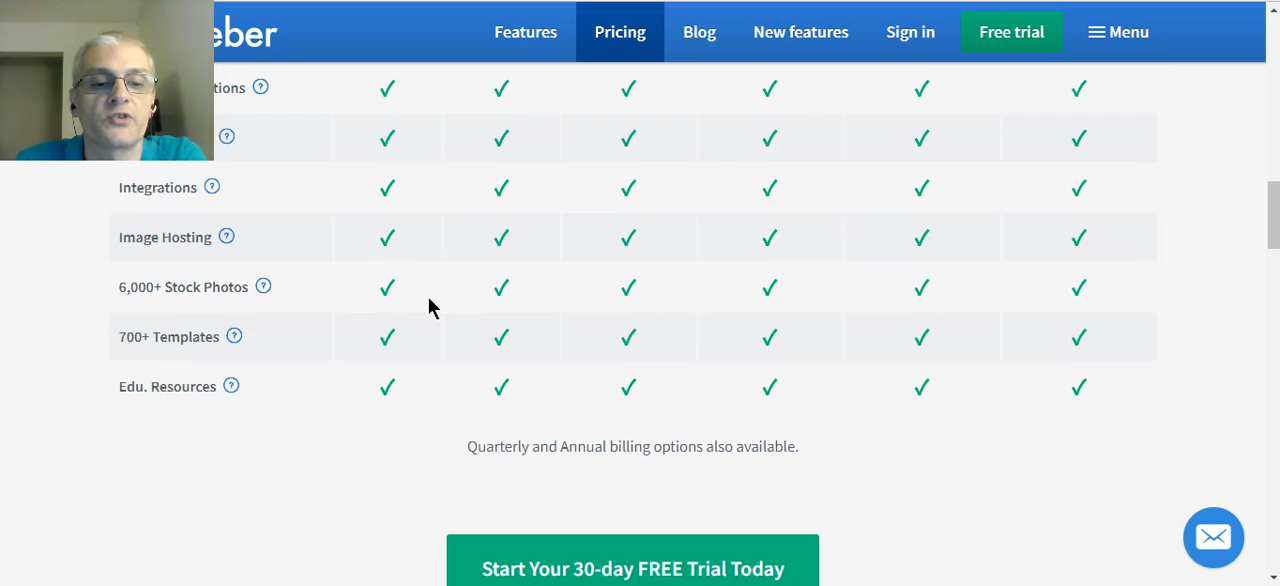 eber
Features
Pricing
Blog
New features
Sign in
Free trial
Menu
tions ?
?
Integrations ?
Image Hosting ?
6,000+ Stock Photos ?
700+ Templates ?
Edu. Resources ?
Quarterly and Annual billing options also available.
Start Your 30-day FREE Trial Today